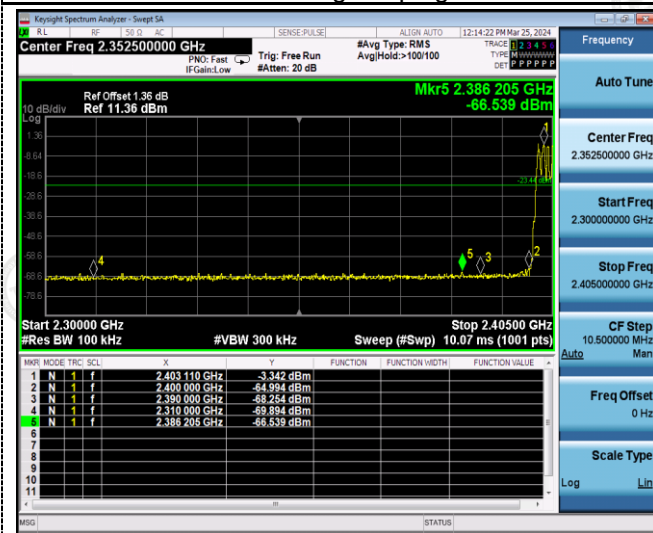 Keysight Spectrum Analyzer - Swept SA
RL RF 50 Ω AC SENSE:PULSE ALIGN AUTO 12:14:22 PM Mar 25, 2024
Center Freq 2.352500000 GHz
PNO: Fast
IFGain:Low
Trig: Free Run
#Atten: 20 dB
#Avg Type: RMS
Avg|Hold:>100/100
TRACE 1 2 3 4 5 6
TYPE M W W W W W
DET P P P P P P
Ref Offset 1.36 dB
10 dB/div Ref 11.36 dBm
Log
Mkr5 2.386 205 GHz
-66.539 dBm
1.36
-8.64
-18.6
-28.6
-38.6
-48.6
-58.6
-68.6
-78.6
-23.44 dBm
1
2
3
4
5
Start 2.30000 GHz Stop 2.40500 GHz
#Res BW 100 kHz #VBW 300 kHz Sweep (#Swp) 10.07 ms (1001 pts)
MKR MODE TRC SCL X Y FUNCTION FUNCTION WIDTH FUNCTION VALUE
1 N 1 f 2.403 110 GHz -3.342 dBm
2 N 1 f 2.400 000 GHz -64.994 dBm
3 N 1 f 2.390 000 GHz -68.254 dBm
4 N 1 f 2.310 000 GHz -69.894 dBm
5 N 1 f 2.386 205 GHz -66.539 dBm
6
7
8
9
10
11
MSG STATUS
Frequency
Auto Tune
Center Freq
2.352500000 GHz
Start Freq
2.300000000 GHz
Stop Freq
2.405000000 GHz
CF Step
10.500000 MHz
Auto Man
Freq Offset
0 Hz
Scale Type
Log Lin